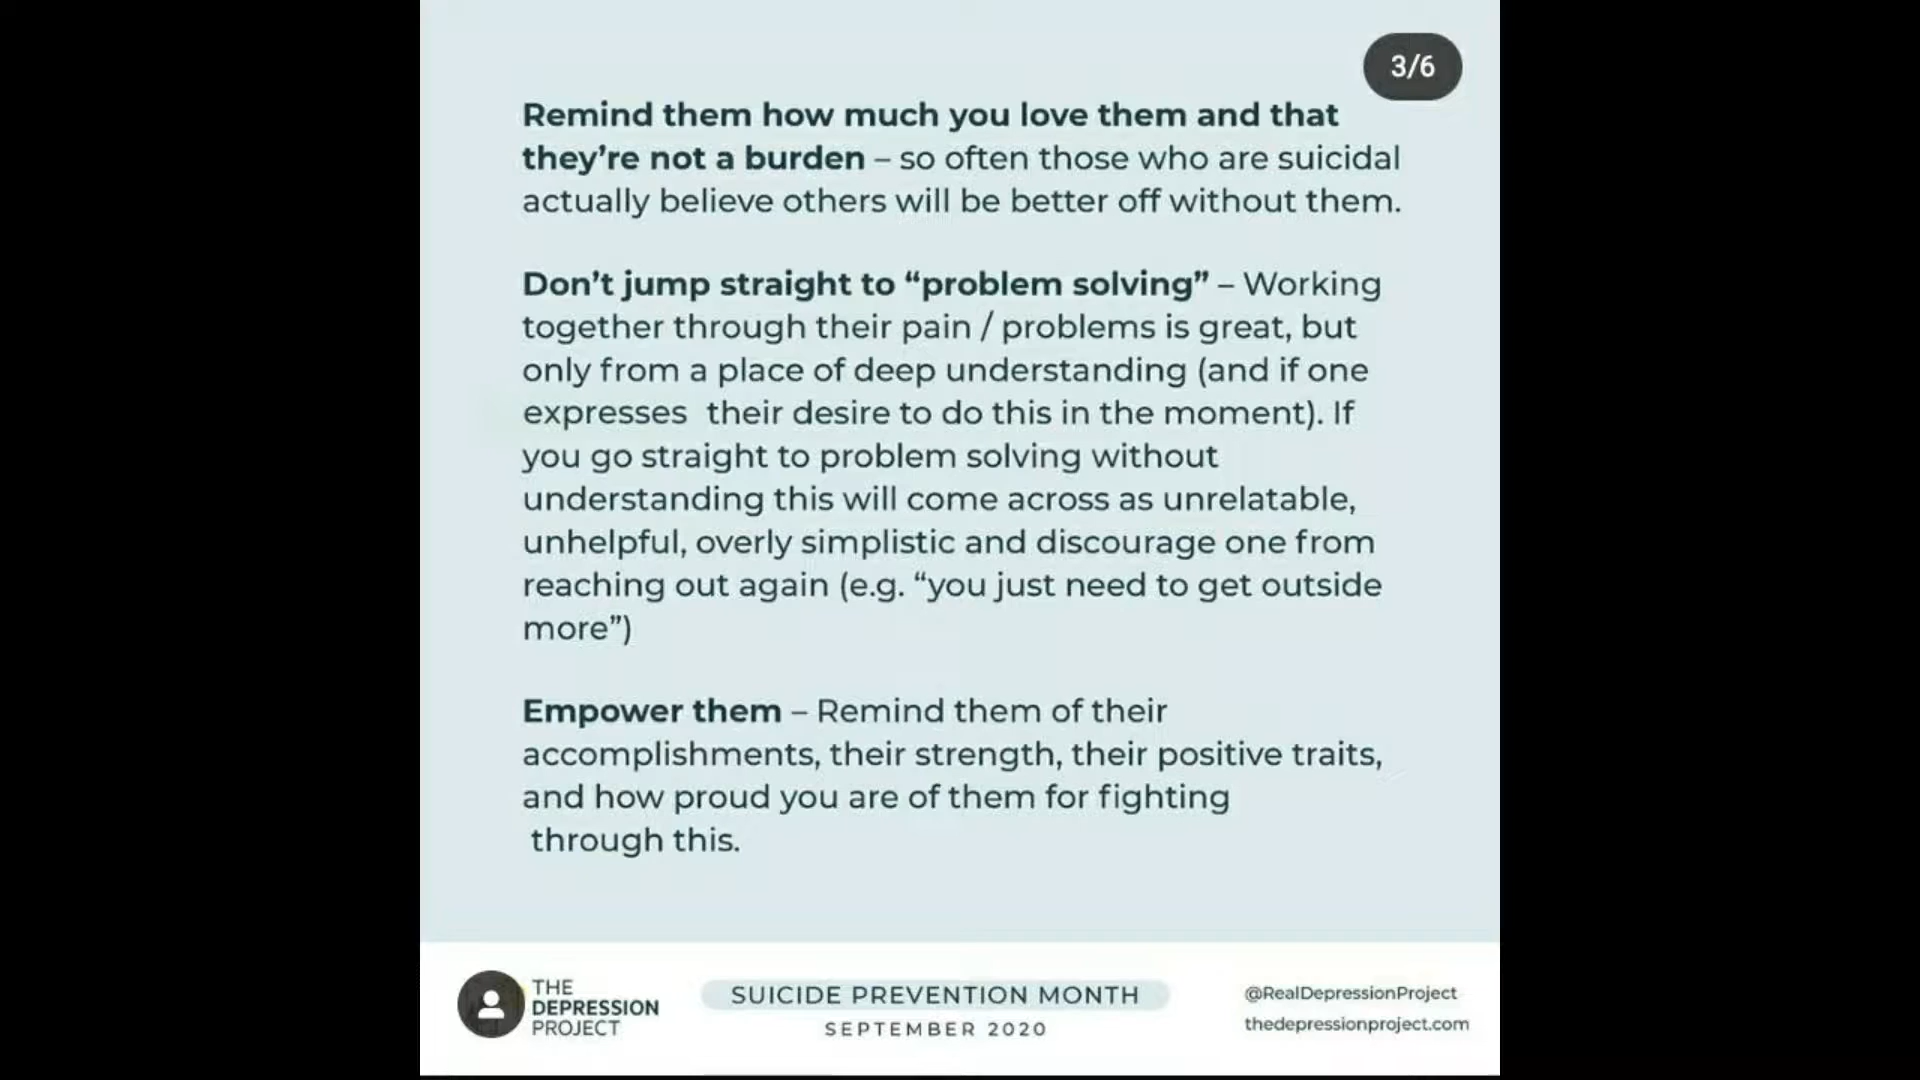 3/6
Remind them how much you love them and that
they’re not a burden – so often those who are suicidal
actually believe others will be better off without them.
Don’t jump straight to “problem solving” – Working
together through their pain / problems is great, but
only from a place of deep understanding (and if one
expresses  their desire to do this in the moment). If
you go straight to problem solving without
understanding this will come across as unrelatable,
unhelpful, overly simplistic and discourage one from
reaching out again (e.g. “you just need to get outside
more”)
Empower them – Remind them of their
accomplishments, their strength, their positive traits,
and how proud you are of them for fighting
through this.
THE
DEPRESSION
PROJECT
SUICIDE PREVENTION MONTH
SEPTEMBER 2020
@RealDepressionProject
thedepressionproject.com